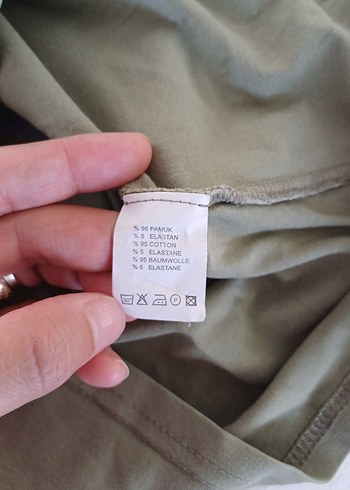 % 95 PAMUK
% 5 ELASTAN
% 95 COTTON
% 5 ELASTANE
% 95 BAUMWOLLE
% 5 ELASTANE